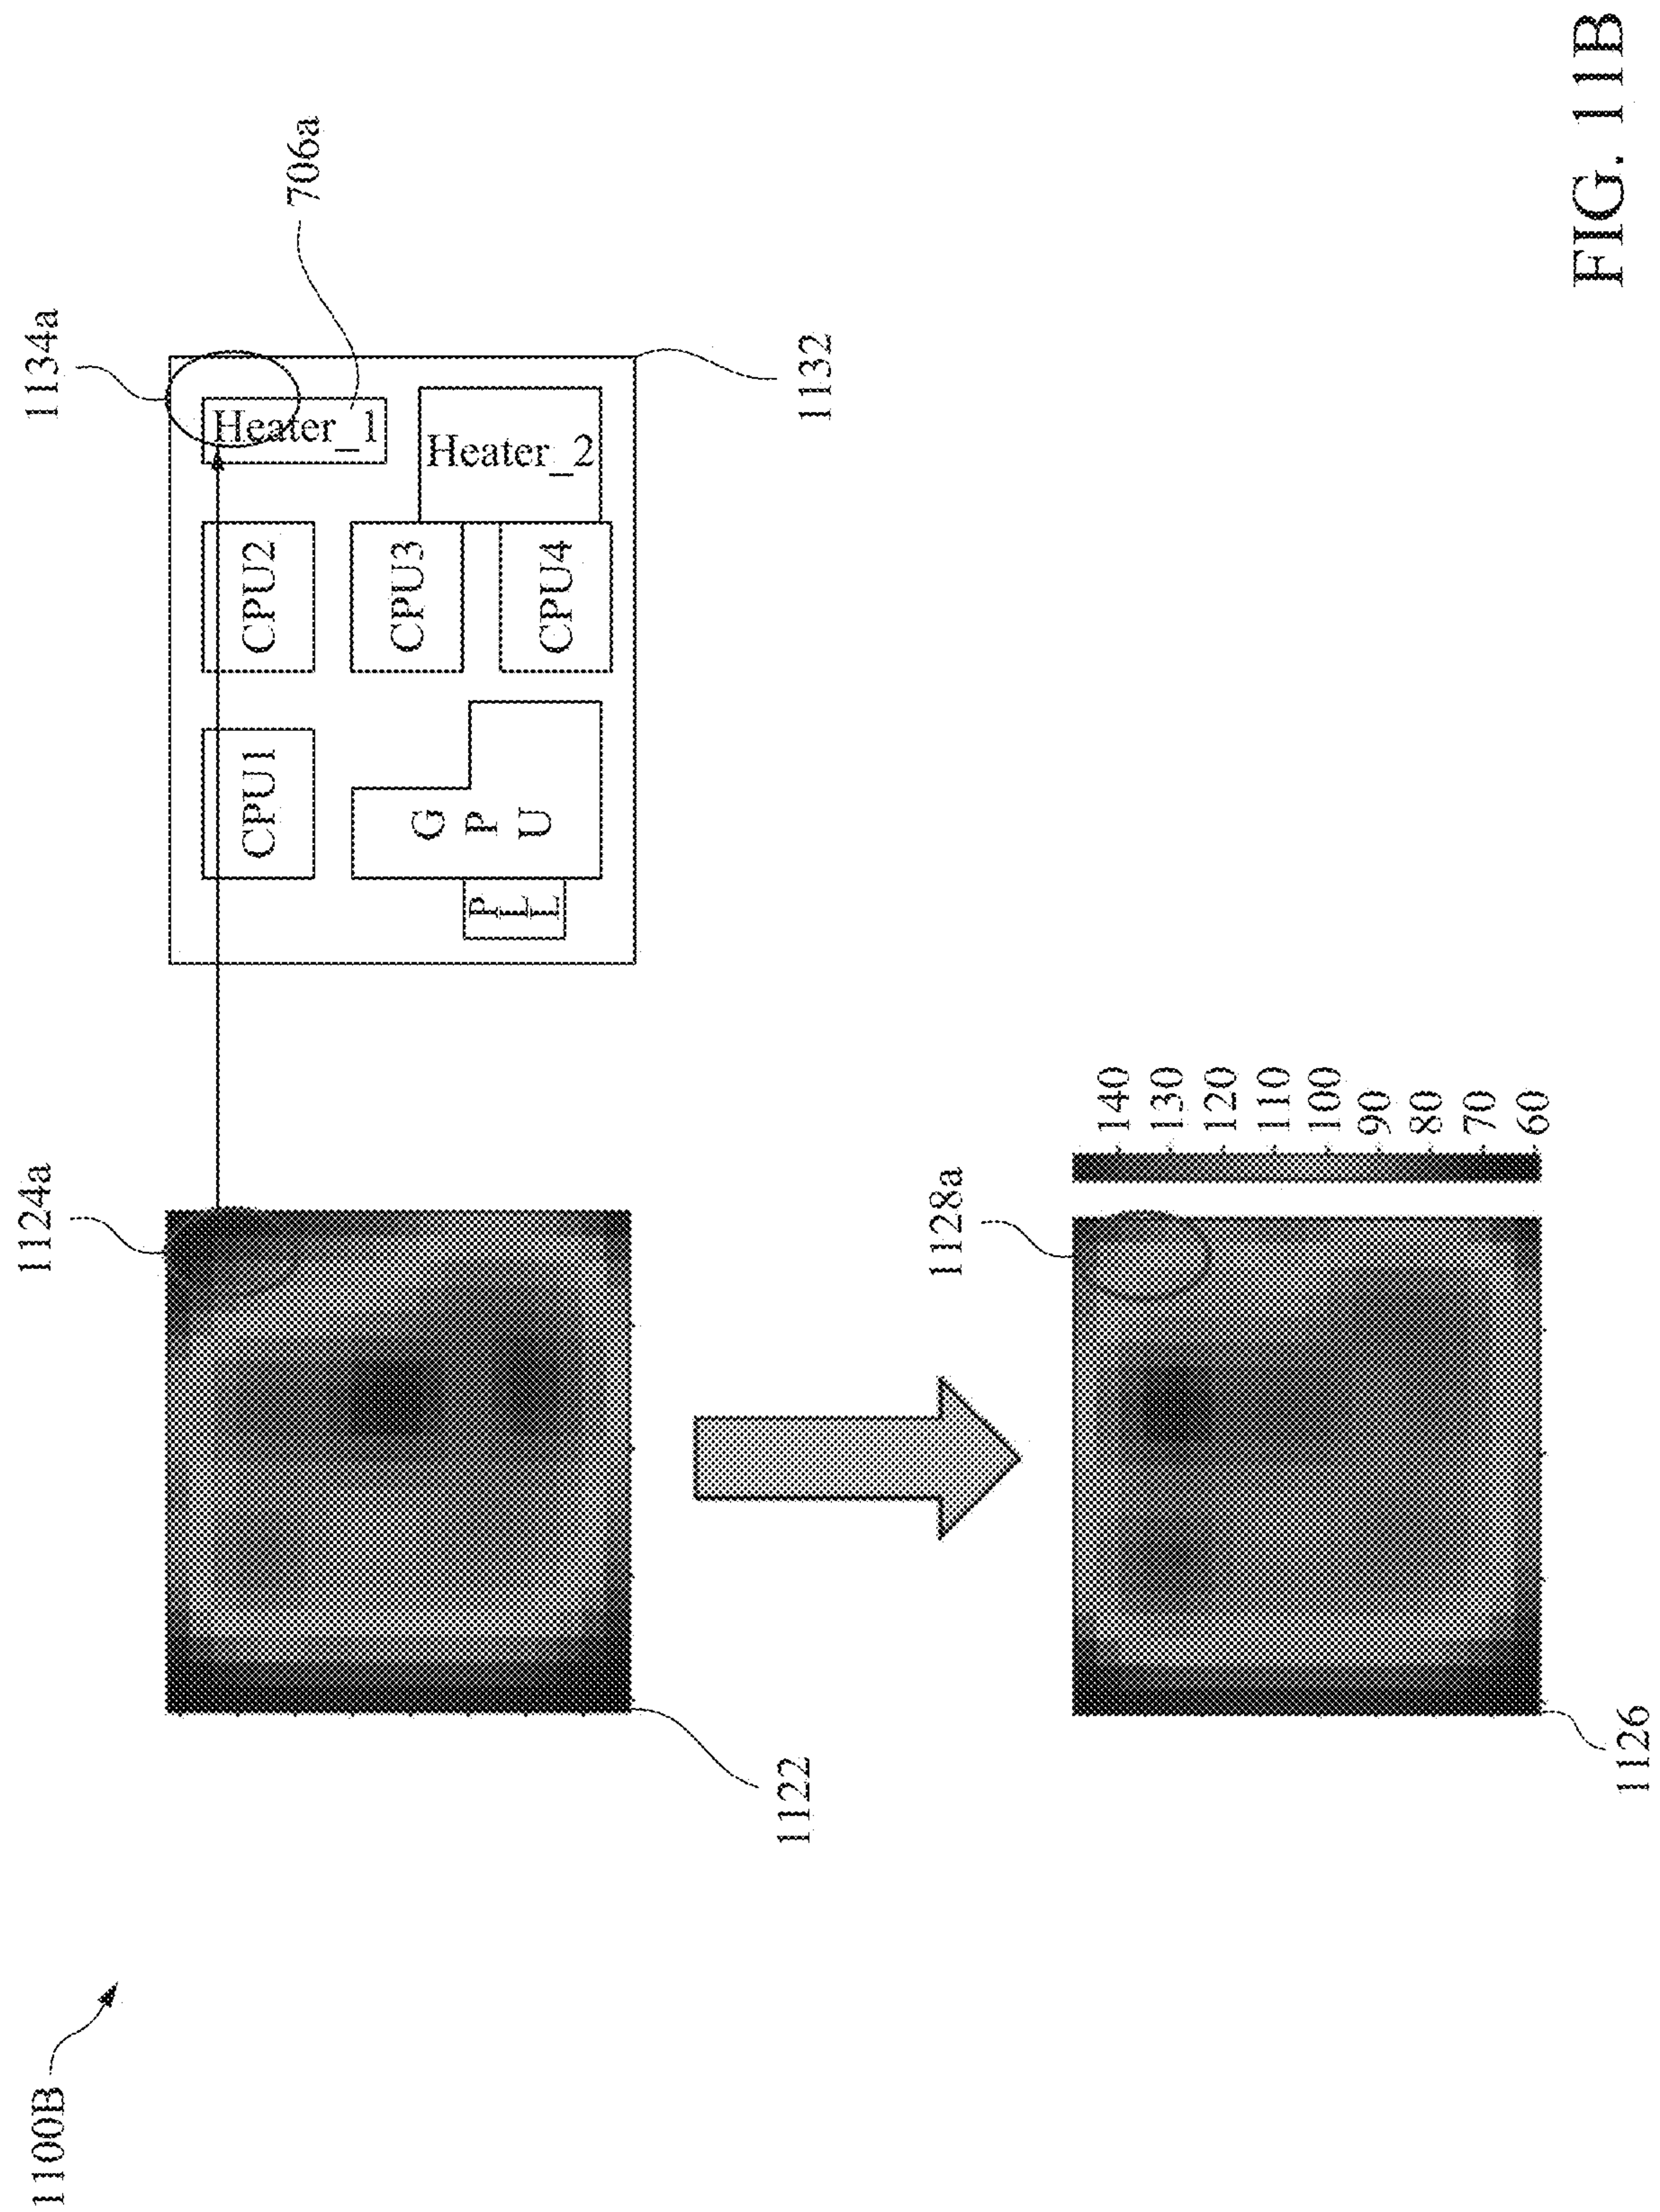 1100B
1124a
1134a
706a
CPU1
CPU2
Heater_1
CPU3
Heater_2
CPU4
G
P
U
P
L
L
1122
1132
1128a
140
130
120
110
100
90
80
70
60
1126
FIG. 11B